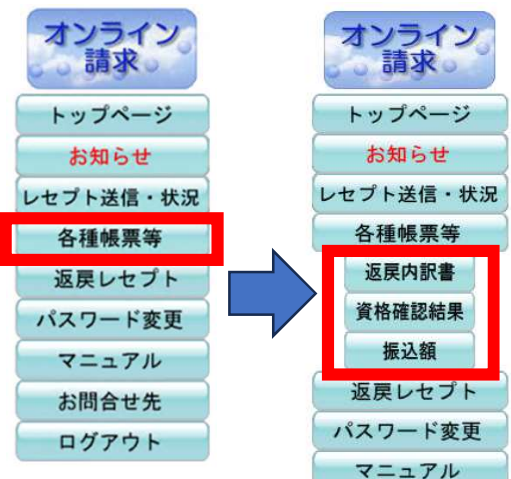 オンライン
請求
トップページ
お知らせ
レセプト送信・状況
各種帳票等
返戻レセプト
パスワード変更
マニュアル
お問合せ先
ログアウト
オンライン
請求
トップページ
お知らせ
レセプト送信・状況
各種帳票等
返戻内訳書
資格確認結果
振込額
返戻レセプト
パスワード変更
マニュアル